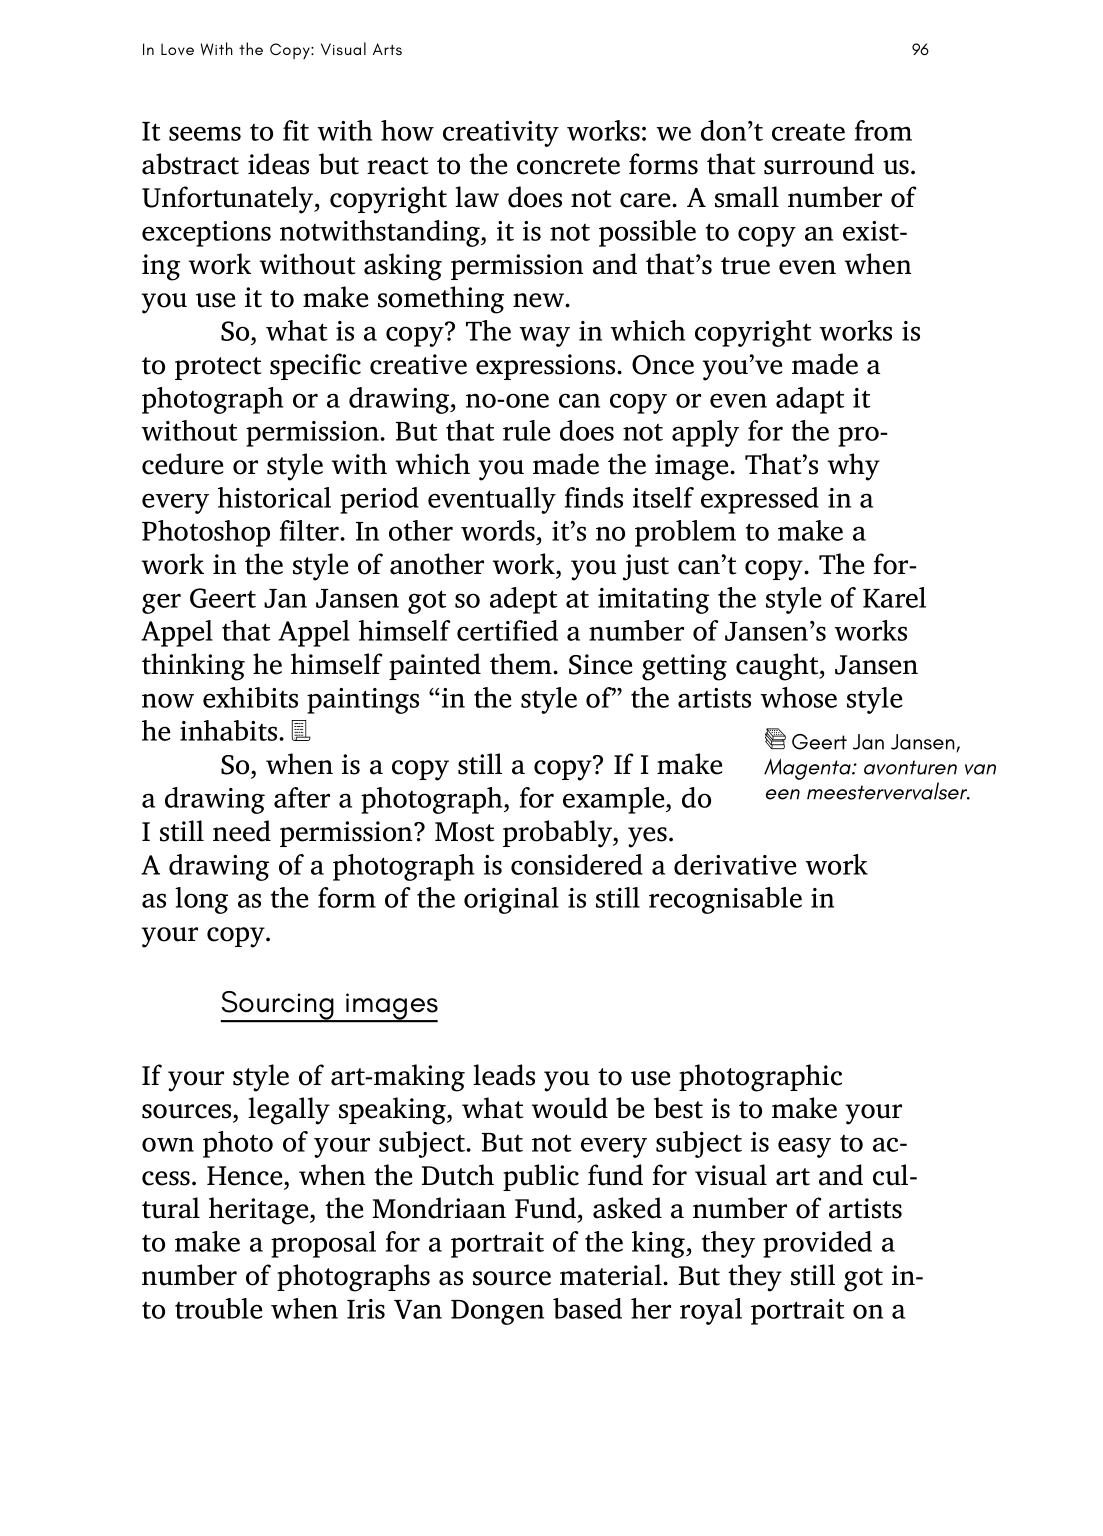 In Love With the Copy: Visual Arts 96
It seems to fit with how creativity works: we don’t create from
abstract ideas but react to the concrete forms that surround us.
Unfortunately, copyright law does not care. A small number of
exceptions notwithstanding, it is not possible to copy an exist-
ing work without asking permission and that’s true even when
you use it to make something new.
So, what is a copy? The way in which copyright works is
to protect specific creative expressions. Once you’ve made a
photograph or a drawing, no-one can copy or even adapt it
without permission. But that rule does not apply for the pro-
cedure or style with which you made the image. That’s why
every historical period eventually finds itself expressed in a
Photoshop filter. In other words, it’s no problem to make a
work in the style of another work, you just can’t copy. The for-
ger Geert Jan Jansen got so adept at imitating the style of Karel
Appel that Appel himself certified a number of Jansen’s works
thinking he himself painted them. Since getting caught, Jansen
now exhibits paintings “in the style of” the artists whose style
he inhabits.
Geert Jan Jansen,
Magenta: avonturen van
een meestervervalser.
So, when is a copy still a copy? If I make
a drawing after a photograph, for example, do
I still need permission? Most probably, yes.
A drawing of a photograph is considered a derivative work
as long as the form of the original is still recognisable in
your copy.
Sourcing images
If your style of art-making leads you to use photographic
sources, legally speaking, what would be best is to make your
own photo of your subject. But not every subject is easy to ac-
cess. Hence, when the Dutch public fund for visual art and cul-
tural heritage, the Mondriaan Fund, asked a number of artists
to make a proposal for a portrait of the king, they provided a
number of photographs as source material. But they still got in-
to trouble when Iris Van Dongen based her royal portrait on a